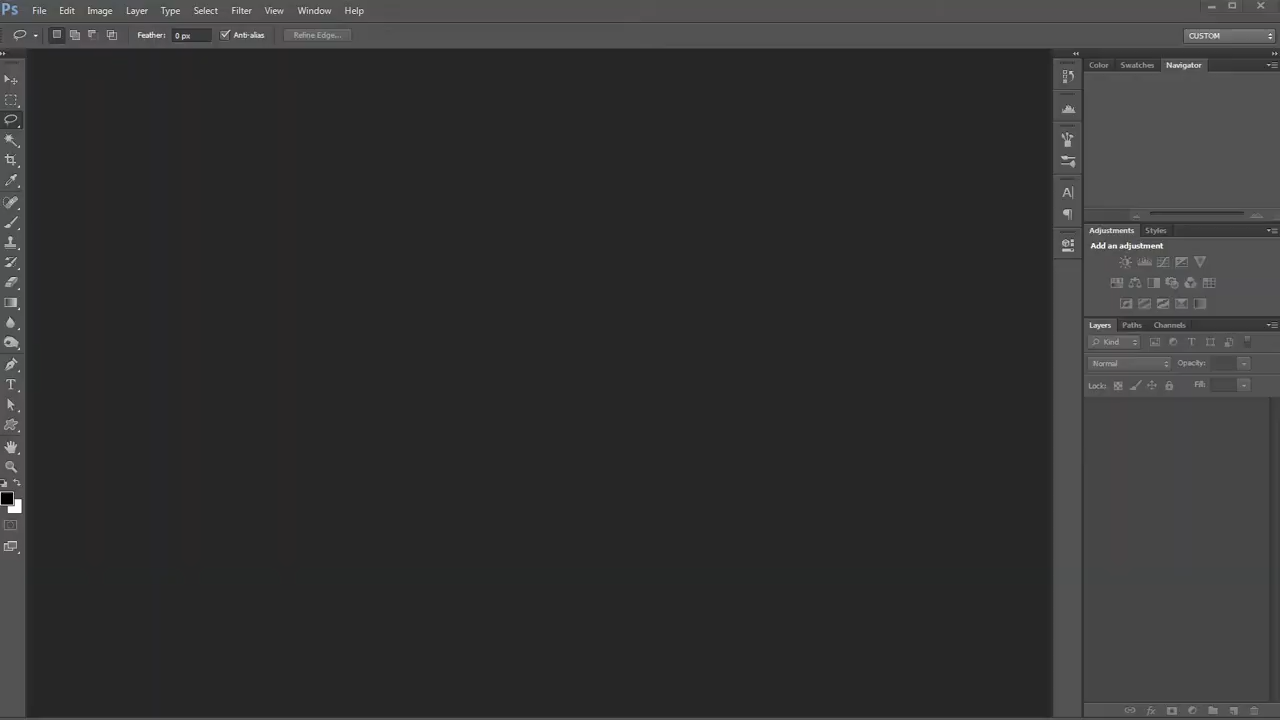 Ps File Edit Image Layer Type Select Filter View Window Help
Feather: 0 px Anti-alias Refine Edge... CUSTOM
Color Swatches Navigator
Adjustments Styles
Add an adjustment
Layers Paths Channels
Kind
Normal Opacity:
Lock: Fill: